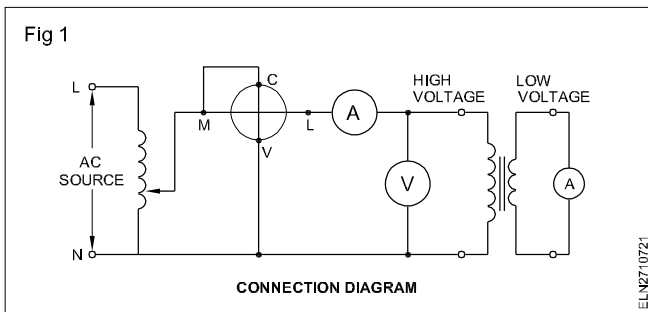 Fig 1
L
C
HIGH
VOLTAGE
LOW
VOLTAGE
M
L
A
V
AC
SOURCE
V
A
N
CONNECTION DIAGRAM
ELN2710721